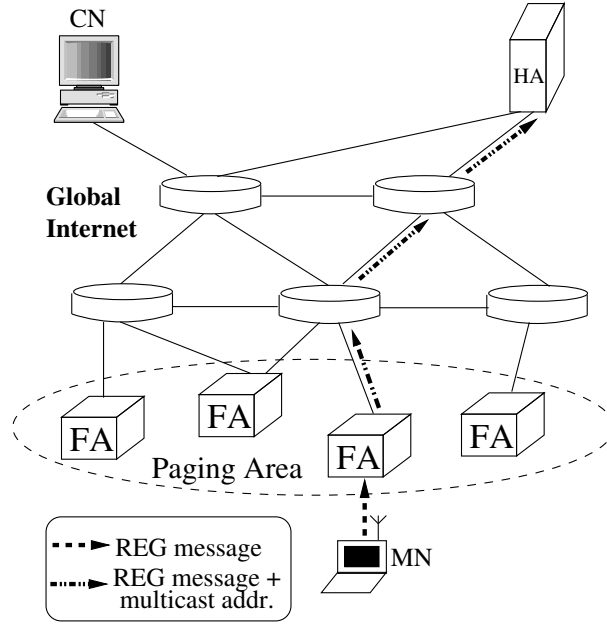 CN
HA
Global
Internet
FA
FA
FA
FA
Paging Area
MN
REG message
REG message +
multicast addr.